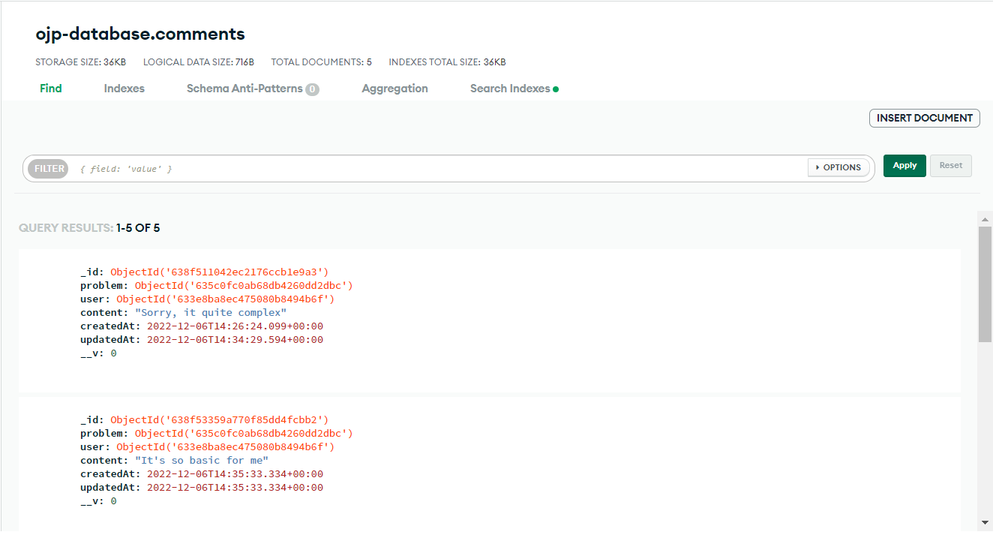 ojp-database.comments
STORAGE SIZE: 36KB LOGICAL DATA SIZE: 716B TOTAL DOCUMENTS: 5 INDEXES TOTAL SIZE: 36KB
Find Indexes Schema Anti-Patterns 0 Aggregation Search Indexes
INSERT DOCUMENT
FILTER { field: 'value' } OPTIONS Apply Reset
QUERY RESULTS: 1-5 OF 5
_id: ObjectId('638f511042ec2176ccb1e9a3')
problem: ObjectId('635c0fc0ab68db4260dd2dbc')
user: ObjectId('633e8ba8ec475080b8494b6f')
content: "Sorry, it quite complex"
createdAt: 2022-12-06T14:26:24.099+00:00
updatedAt: 2022-12-06T14:34:29.594+00:00
__v: 0
_id: ObjectId('638f53359a770f85dd4fcbb2')
problem: ObjectId('635c0fc0ab68db4260dd2dbc')
user: ObjectId('633e8ba8ec475080b8494b6f')
content: "It's so basic for me"
createdAt: 2022-12-06T14:35:33.334+00:00
updatedAt: 2022-12-06T14:35:33.334+00:00
__v: 0